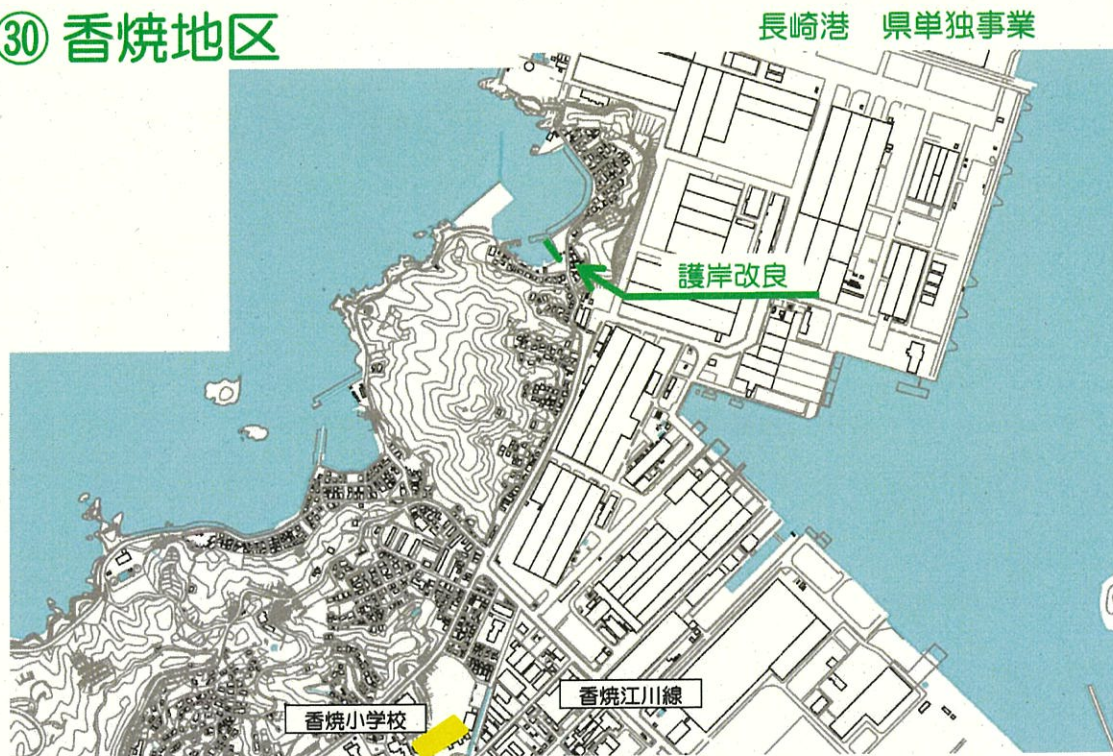 ㉚ 香焼地区
長崎港 県単独事業
護岸改良
香焼江川線
香焼小学校